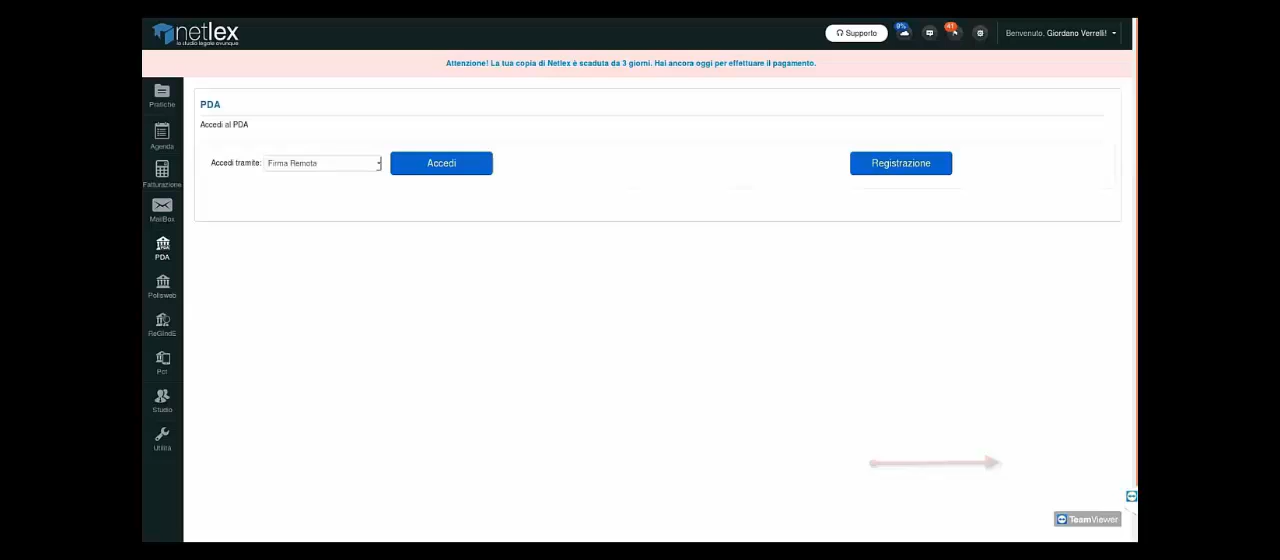 netlex
lo studio legale ovunque
Supporto
9%
41
Benvenuto, Giordano Verrelli!
Attenzione! La tua copia di Netlex è scaduta da 3 giorni. Hai ancora oggi per effettuare il pagamento.
Pratiche
Agenda
Fatturazione
MailBox
PDA
Polisweb
ReGIndE
Pct
Studio
Utilità
PDA
Accedi al PDA
Accedi tramite: Firma Remota
Accedi
Registrazione
TeamViewer